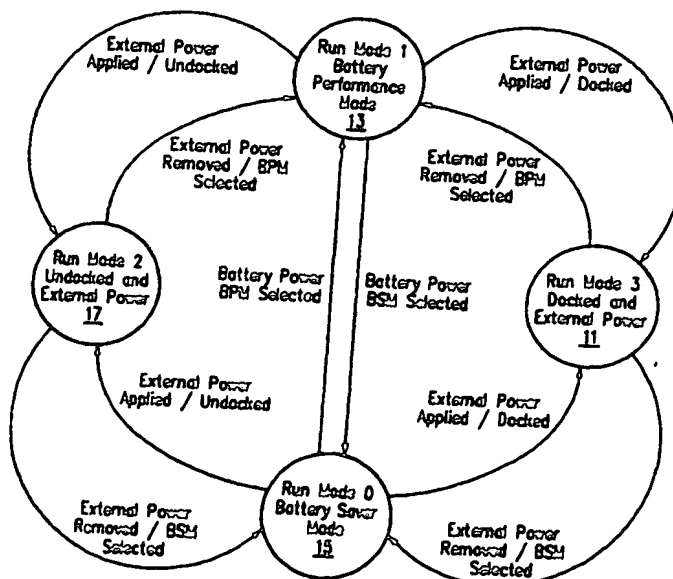 External Power
Applied / Undocked
Run Mode 1
Battery
Performance
Mode
13
External Power
Applied / Docked
External Power
Removed / BPM
Selected
External Power
Removed / BPM
Selected
Run Mode 2
Undocked and
External Power
17
Battery Power
BPM Selected
Battery Power
BSM Selected
Run Mode 3
Docked and
External Power
11
External Power
Applied / Undocked
External Power
Applied / Docked
Run Mode 0
Battery Saver
Mode
15
External Power
Removed / BSM
Selected
External Power
Removed / BSM
Selected